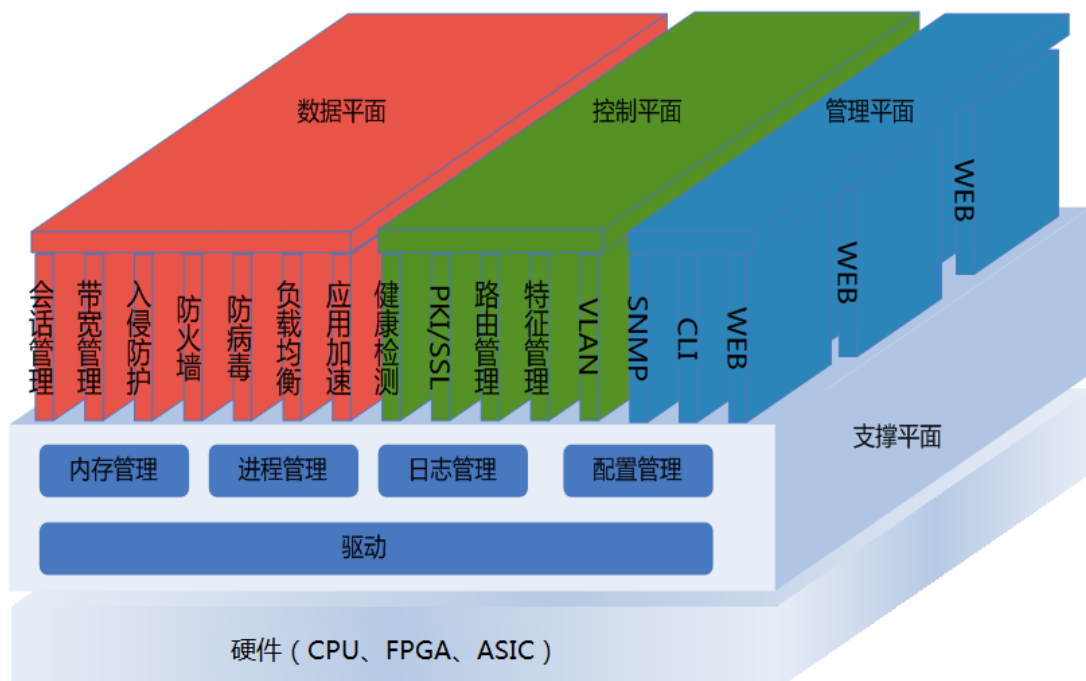 数据平面
控制平面
管理平面
会话管理
带宽管理
入侵防护
防火墙
防病毒
负载均衡
应用加速
健康检测
PKI/SSL
路由管理
特征管理
VLAN
SNMP
CLI
WEB
WEB
WEB
支撑平面
内存管理
进程管理
日志管理
配置管理
驱动
硬件（CPU、FPGA、ASIC）